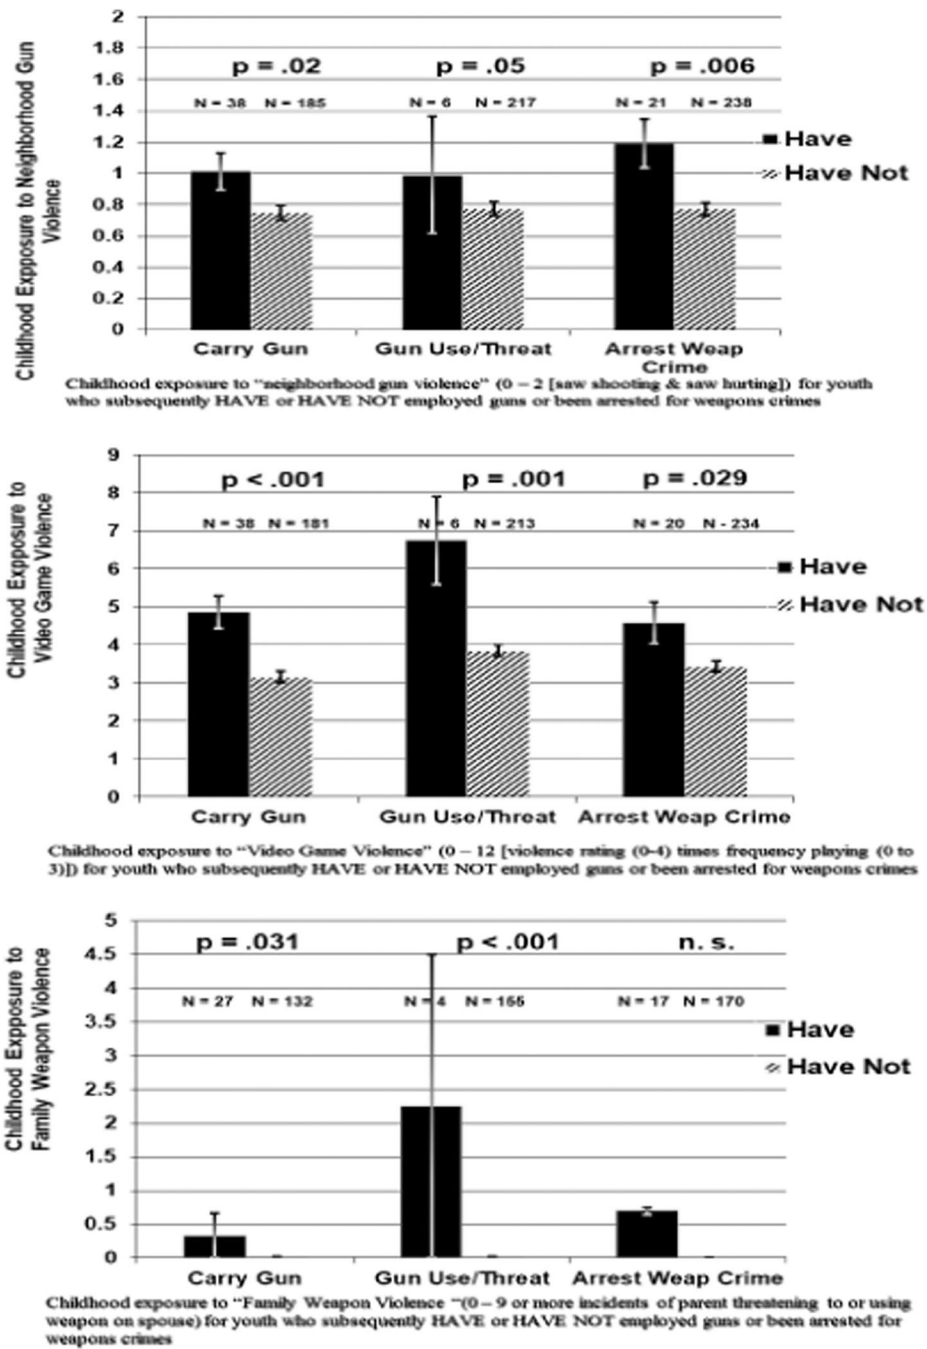 Childhood Expposure to Neighborhood Gun
Violence
2
1.8
1.6
1.4
1.2
1
0.8
0.6
0.4
0.2
0
p = .02 p = .05 p = .006
N = 38 N = 185 N = 6 N = 217 N = 21 N = 238
Have
Have Not
Carry Gun Gun Use/Threat Arrest Weap
Crime
Childhood exposure to "neighborhood gun violence" (0 – 2 [saw shooting & saw hurting]) for youth
who subsequently HAVE or HAVE NOT employed guns or been arrested for weapons crimes
Childhood Expposure to
Video Game Violence
9
8
7
6
5
4
3
2
1
0
p < .001 p = .001 p = .029
N = 38 N = 181 N = 6 N = 213 N = 20 N - 234
Have
Have Not
Carry Gun Gun Use/Threat Arrest Weap Crime
Childhood exposure to "Video Game Violence" (0 – 12 [violence rating (0-4) times frequency playing (0 to
3)]) for youth who subsequently HAVE or HAVE NOT employed guns or been arrested for weapons crimes
Childhood Expposure to
Family Weapon Violence
5
4.5
4
3.5
3
2.5
2
1.5
1
0.5
0
p = .031 p < .001 n. s.
N = 27 N = 132 N = 4 N = 155 N = 17 N = 170
Have
Have Not
Carry Gun Gun Use/Threat Arrest Weap Crime
Childhood exposure to "Family Weapon Violence "(0 – 9 or more incidents of parent threatening to or using
weapon on spouse) for youth who subsequently HAVE or HAVE NOT employed guns or been arrested for
weapons crimes